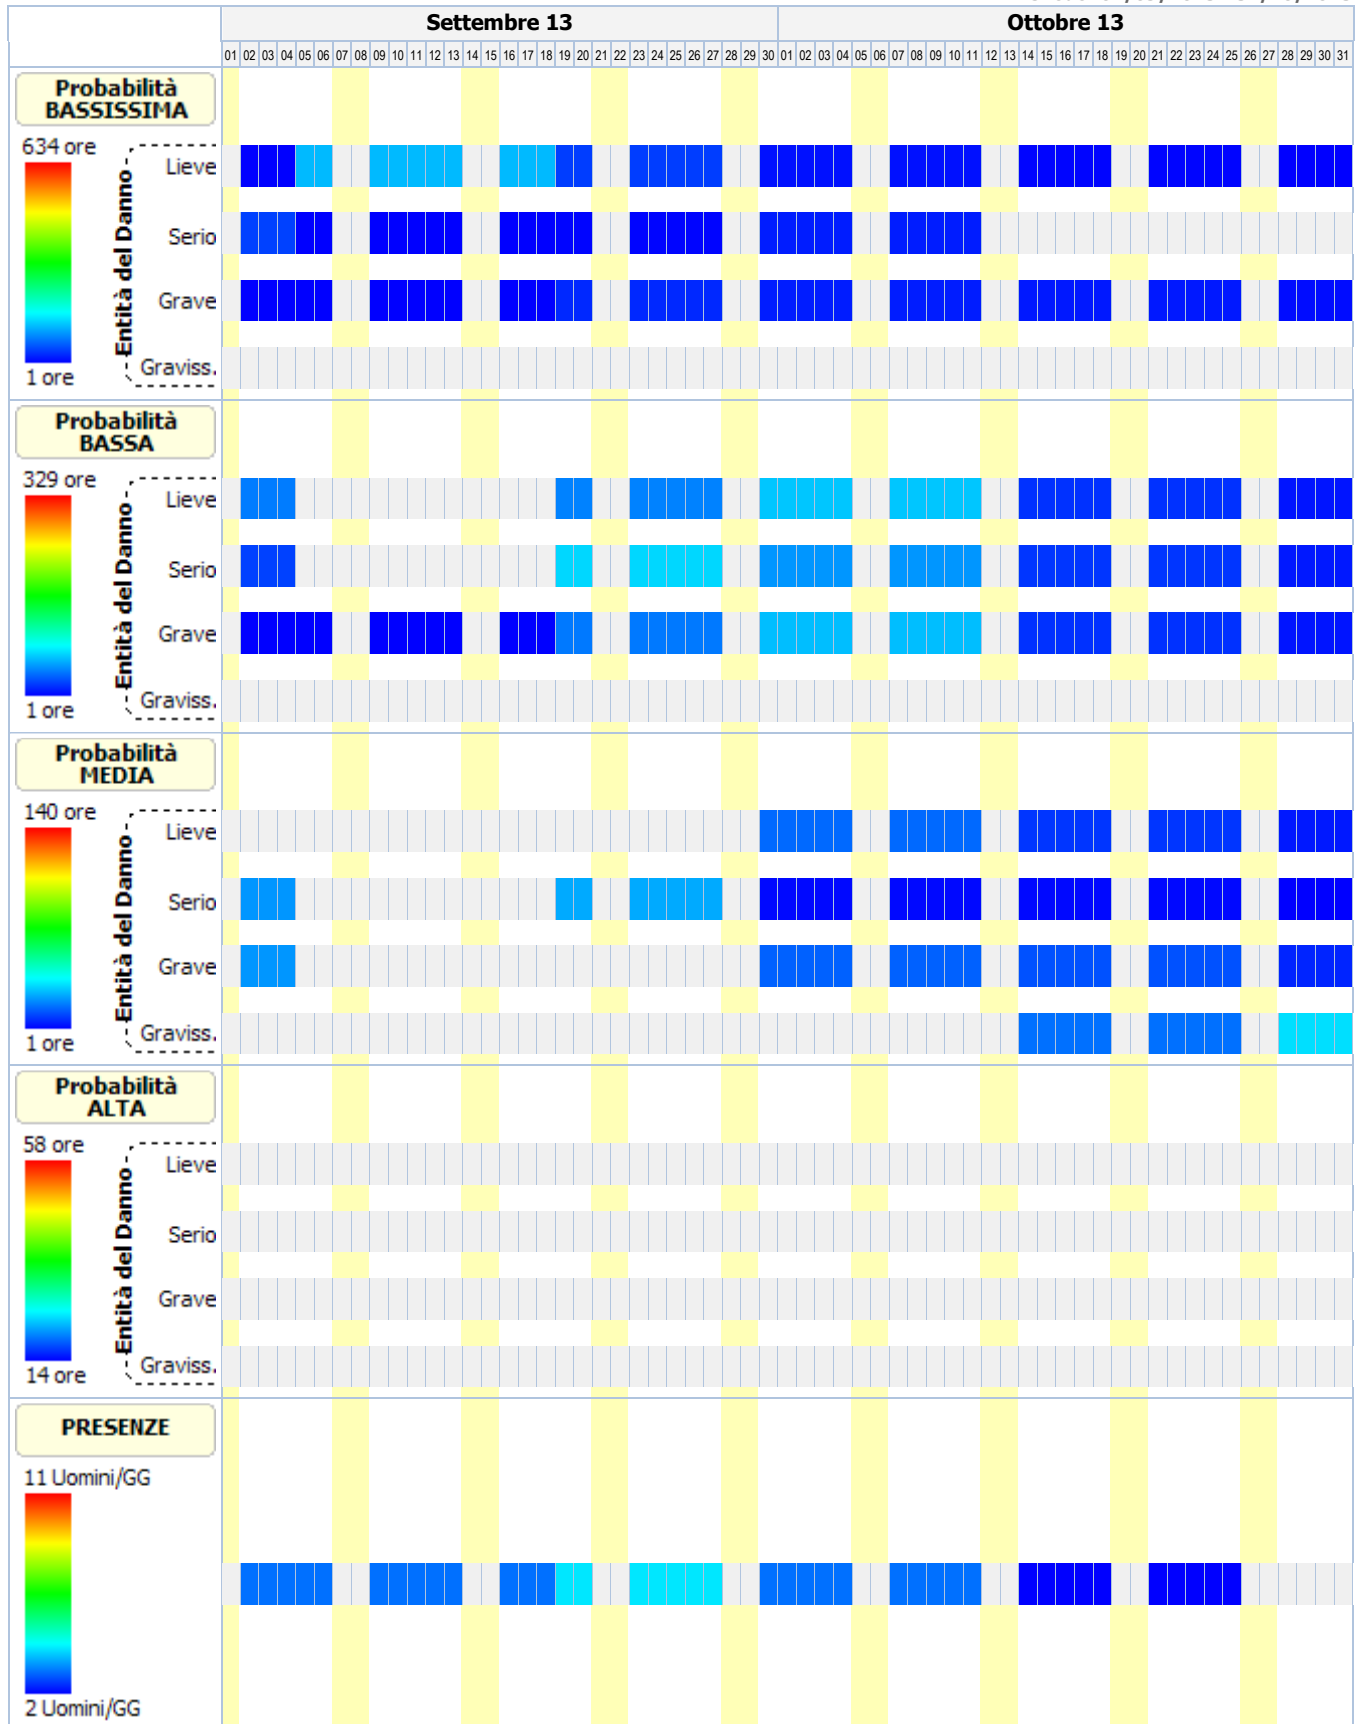 Settembre 13 Ottobre 13
01 02 03 04 05 06 07 08 09 10 11 12 13 14 15 16 17 18 19 20 21 22 23 24 25 26 27 28 29 30 01 02 03 04 05 06 07 08 09 10 11 12 13 14 15 16 17 18 19 20 21 22 23 24 25 26 27 28 29 30 31
Probabilità
BASSISSIMA
634 ore
Entità del Danno
Lieve
Serio
Grave
Graviss.
1 ore
Probabilità
BASSA
329 ore
Entità del Danno
Lieve
Serio
Grave
Graviss.
1 ore
Probabilità
MEDIA
140 ore
Entità del Danno
Lieve
Serio
Grave
Graviss.
1 ore
Probabilità
ALTA
58 ore
Entità del Danno
Lieve
Serio
Grave
Graviss.
14 ore
PRESENZE
11 Uomini/GG
2 Uomini/GG